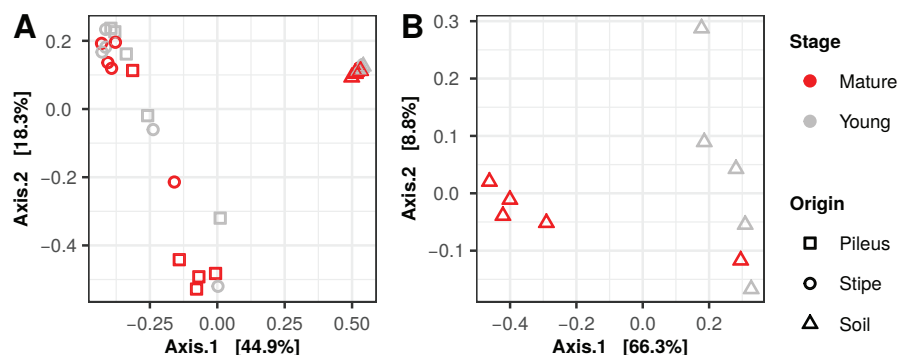 A
Axis.2 [18.3%]
0.2
0.0
−0.2
−0.4
−0.25
0.00
0.25
0.50
Axis.1 [44.9%]
B
Axis.2 [8.8%]
0.3
0.2
0.1
0.0
−0.1
−0.4
−0.2
0.0
0.2
Axis.1 [66.3%]
Stage
Mature
Young
Origin
Pileus
Stipe
Soil